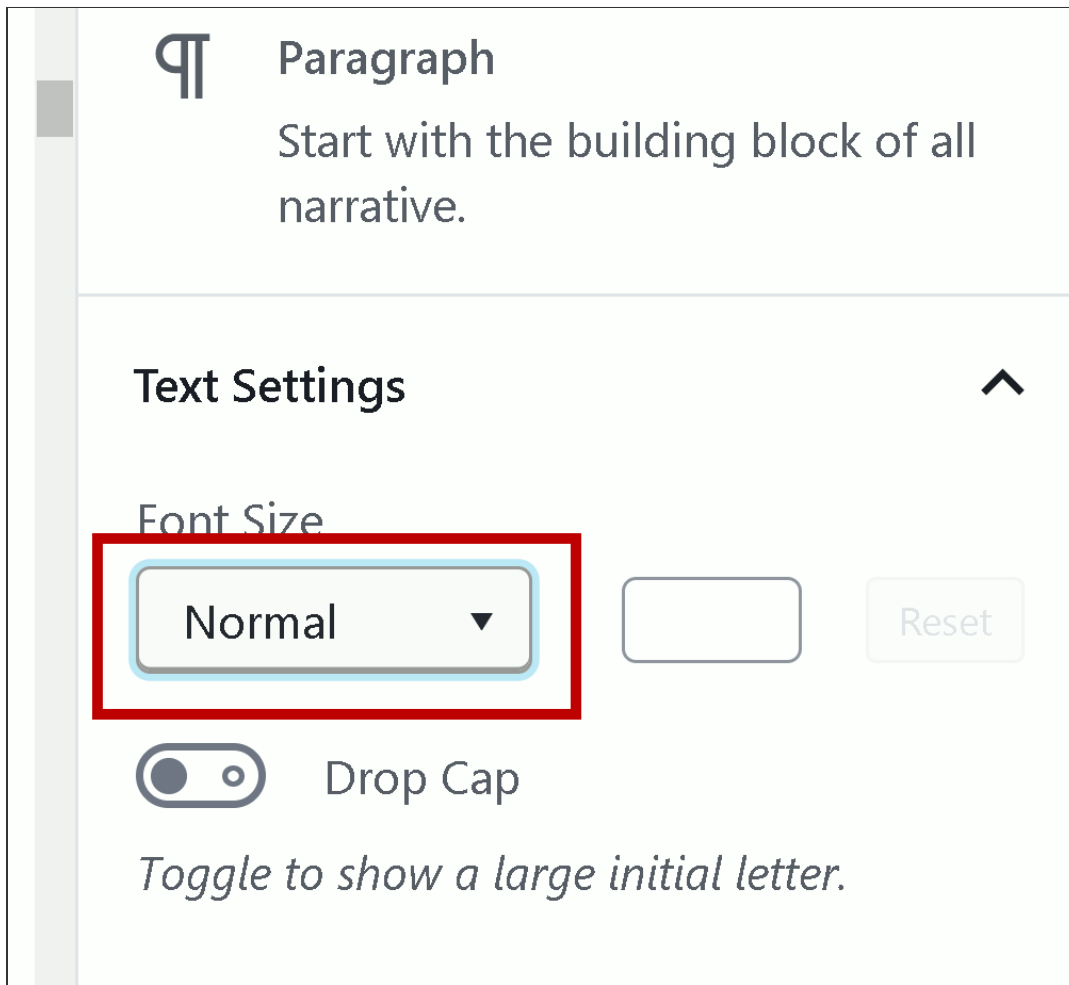 Paragraph
Start with the building block of all
narrative.
Text Settings
Font Size
Normal
Reset
Drop Cap
Toggle to show a large initial letter.